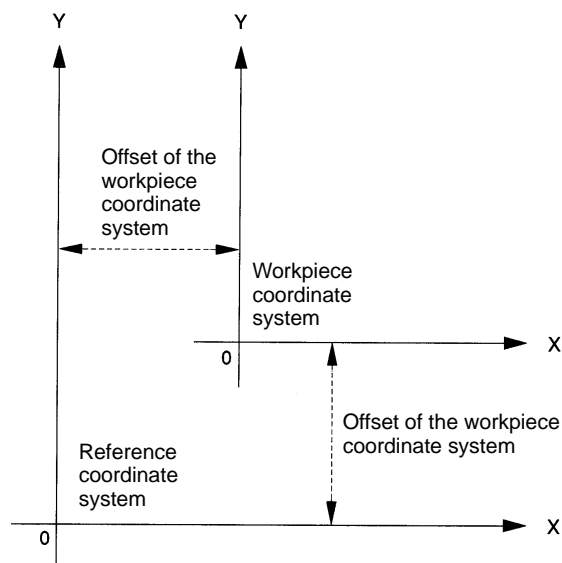 Y
Y
Offset of the
workpiece
coordinate
system
Workpiece
coordinate
system
X
0
Offset of the workpiece
coordinate system
Reference
coordinate
system
X
0